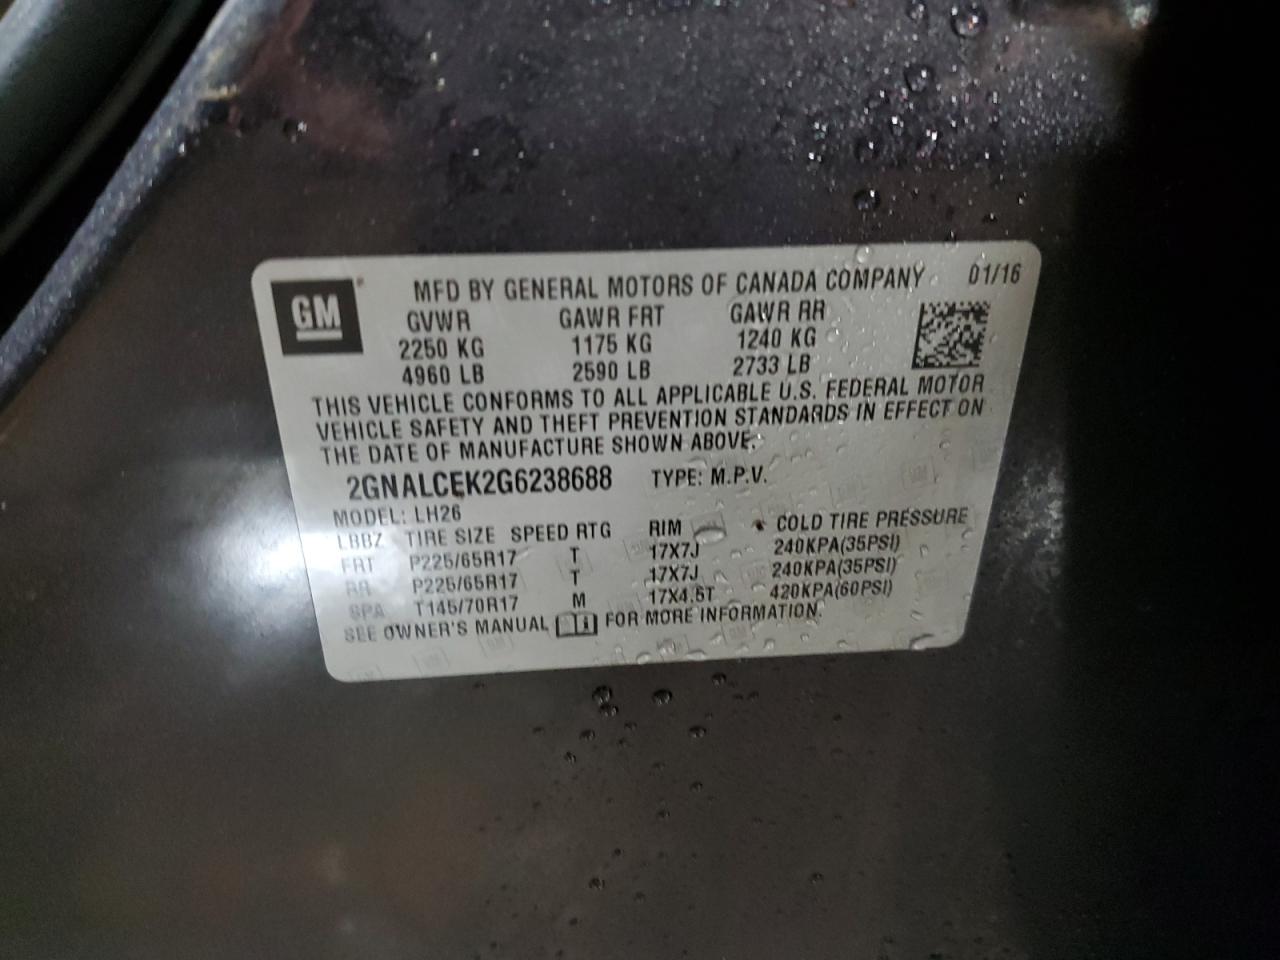 GM
MFD BY GENERAL MOTORS OF CANADA COMPANY 01/16
GVWR GAWR FRT GAWR RR
2250 KG 1175 KG 1240 KG
4960 LB 2590 LB 2733 LB
THIS VEHICLE CONFORMS TO ALL APPLICABLE U.S. FEDERAL MOTOR
VEHICLE SAFETY AND THEFT PREVENTION STANDARDS IN EFFECT ON
THE DATE OF MANUFACTURE SHOWN ABOVE.
2GNALCEK2G6238688 TYPE: M.P.V.
MODEL: LH26
LBBZ TIRE SIZE SPEED RTG RIM COLD TIRE PRESSURE
FRT P225/65R17 T 17X7J 240KPA(35PSI)
RR P225/65R17 T 17X7J 240KPA(35PSI)
SPA T145/70R17 M 17X4.5T 420KPA(60PSI)
SEE OWNER'S MANUAL FOR MORE INFORMATION.